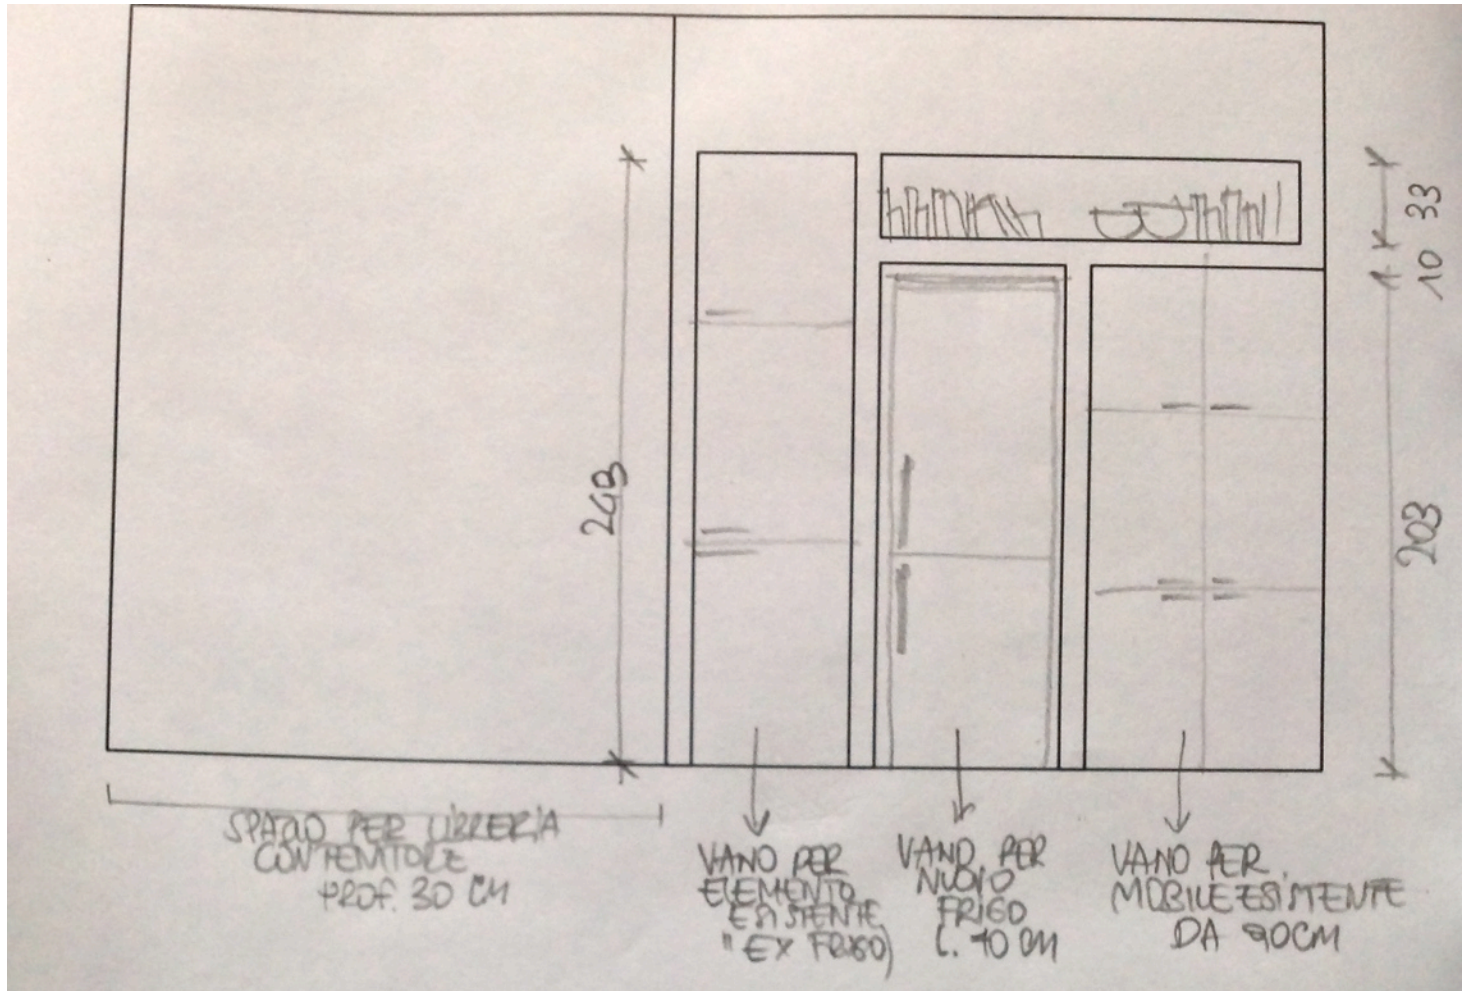 33
10
203
SPAZIO PER LIBRERIA
CONTENITORE
PROF. 30 CM
VANO PER
ELEMENTO
ESISTENTE
" EX FRIGO)
VANO PER
NUOVO
FRIGO
L. 70 CM
VANO PER
MOBILE ESISTENTE
DA 90CM